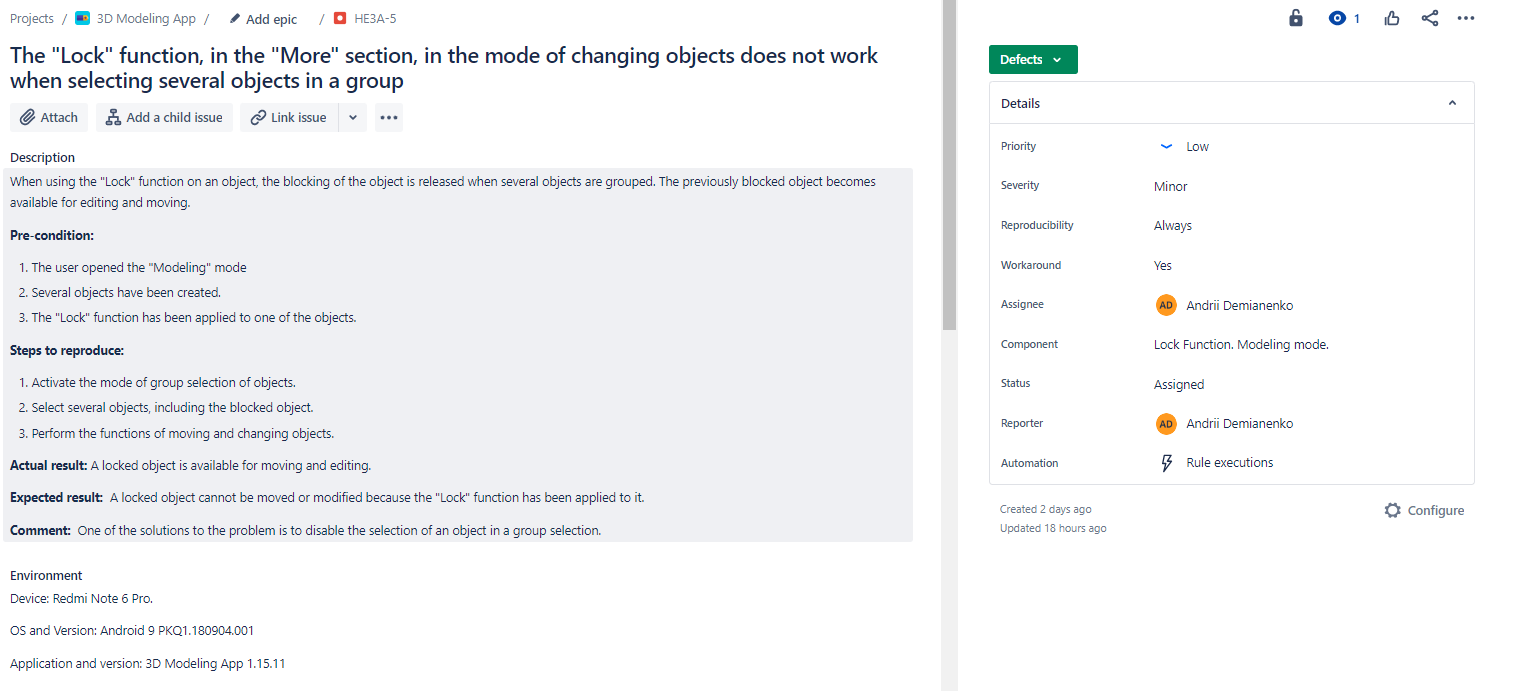 Projects / 3D Modeling App / Add epic / HE3A-5
The "Lock" function, in the "More" section, in the mode of changing objects does not work
when selecting several objects in a group
Attach Add a child issue Link issue
Description
When using the "Lock" function on an object, the blocking of the object is released when several objects are grouped. The previously blocked object becomes
available for editing and moving.
Pre-condition:
1. The user opened the "Modeling" mode
2. Several objects have been created.
3. The "Lock" function has been applied to one of the objects.
Steps to reproduce:
1. Activate the mode of group selection of objects.
2. Select several objects, including the blocked object.
3. Perform the functions of moving and changing objects.
Actual result: A locked object is available for moving and editing.
Expected result: A locked object cannot be moved or modified because the "Lock" function has been applied to it.
Comment: One of the solutions to the problem is to disable the selection of an object in a group selection.
Environment
Device: Redmi Note 6 Pro.
OS and Version: Android 9 PKQ1.180904.001
Application and version: 3D Modeling App 1.15.11
1
Defects
Details
Priority Low
Severity Minor
Reproducibility Always
Workaround Yes
Assignee AD Andrii Demianenko
Component Lock Function. Modeling mode.
Status Assigned
Reporter AD Andrii Demianenko
Automation Rule executions
Created 2 days ago
Configure
Updated 18 hours ago